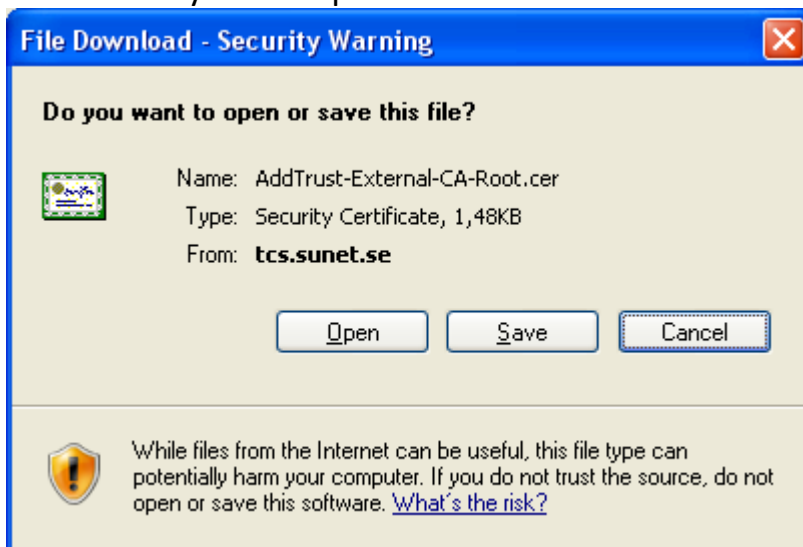 File Download - Security Warning
Do you want to open or save this file?
Name: AddTrust-External-CA-Root.cer
Type: Security Certificate, 1,48KB
From: tcs.sunet.se
Open Save Cancel
While files from the Internet can be useful, this file type can
potentially harm your computer. If you do not trust the source, do not
open or save this software. What's the risk?